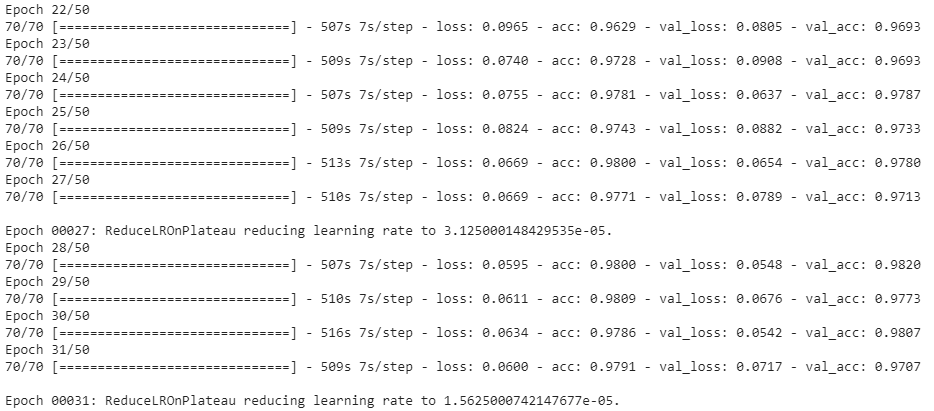 Epoch 22/50
70/70 [==============================] - 507s 7s/step - loss: 0.0965 - acc: 0.9629 - val_loss: 0.0805 - val_acc: 0.9693
Epoch 23/50
70/70 [==============================] - 509s 7s/step - loss: 0.0740 - acc: 0.9728 - val_loss: 0.0908 - val_acc: 0.9693
Epoch 24/50
70/70 [==============================] - 507s 7s/step - loss: 0.0755 - acc: 0.9781 - val_loss: 0.0637 - val_acc: 0.9787
Epoch 25/50
70/70 [==============================] - 509s 7s/step - loss: 0.0824 - acc: 0.9743 - val_loss: 0.0882 - val_acc: 0.9733
Epoch 26/50
70/70 [==============================] - 513s 7s/step - loss: 0.0669 - acc: 0.9800 - val_loss: 0.0654 - val_acc: 0.9780
Epoch 27/50
70/70 [==============================] - 510s 7s/step - loss: 0.0669 - acc: 0.9771 - val_loss: 0.0789 - val_acc: 0.9713
Epoch 00027: ReduceLROnPlateau reducing learning rate to 3.125000148429535e-05.
Epoch 28/50
70/70 [==============================] - 507s 7s/step - loss: 0.0595 - acc: 0.9800 - val_loss: 0.0548 - val_acc: 0.9820
Epoch 29/50
70/70 [==============================] - 510s 7s/step - loss: 0.0611 - acc: 0.9809 - val_loss: 0.0676 - val_acc: 0.9773
Epoch 30/50
70/70 [==============================] - 516s 7s/step - loss: 0.0634 - acc: 0.9786 - val_loss: 0.0542 - val_acc: 0.9807
Epoch 31/50
70/70 [==============================] - 509s 7s/step - loss: 0.0600 - acc: 0.9791 - val_loss: 0.0717 - val_acc: 0.9707
Epoch 00031: ReduceLROnPlateau reducing learning rate to 1.5625000742147677e-05.